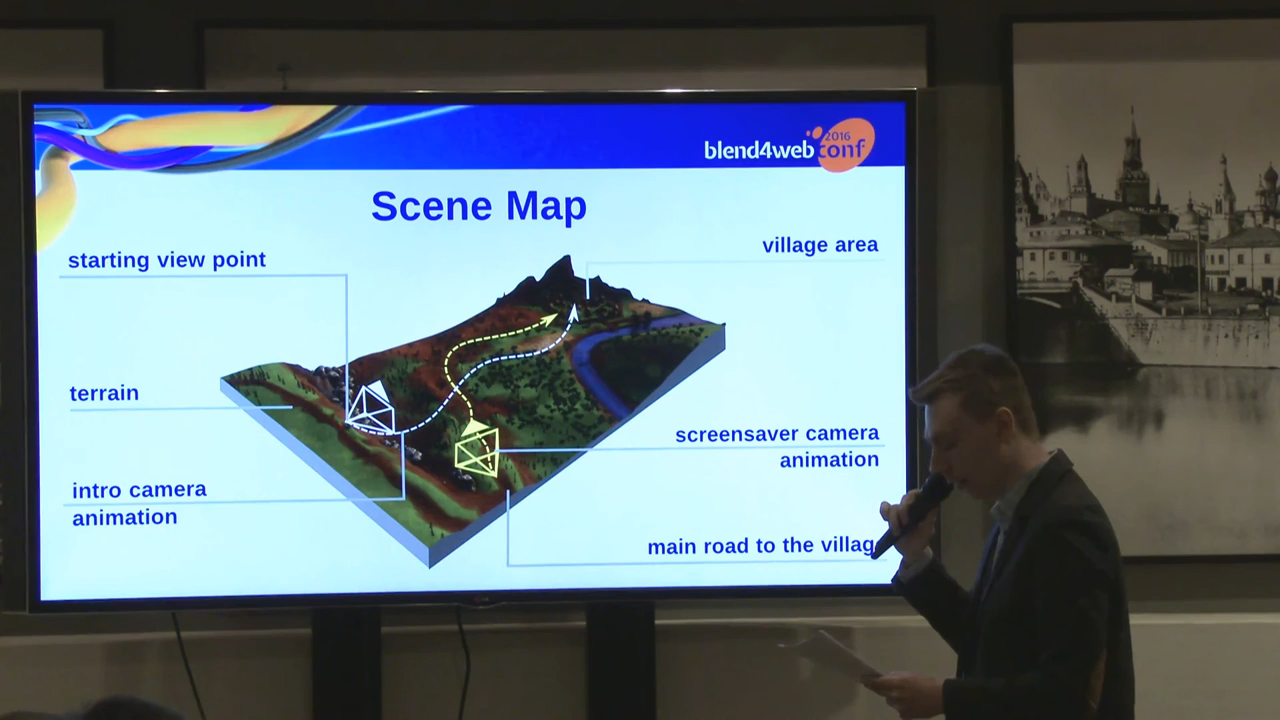 2016
blend4web conf
Scene Map
starting view point
village area
terrain
screensaver camera
animation
intro camera
animation
main road to the villag